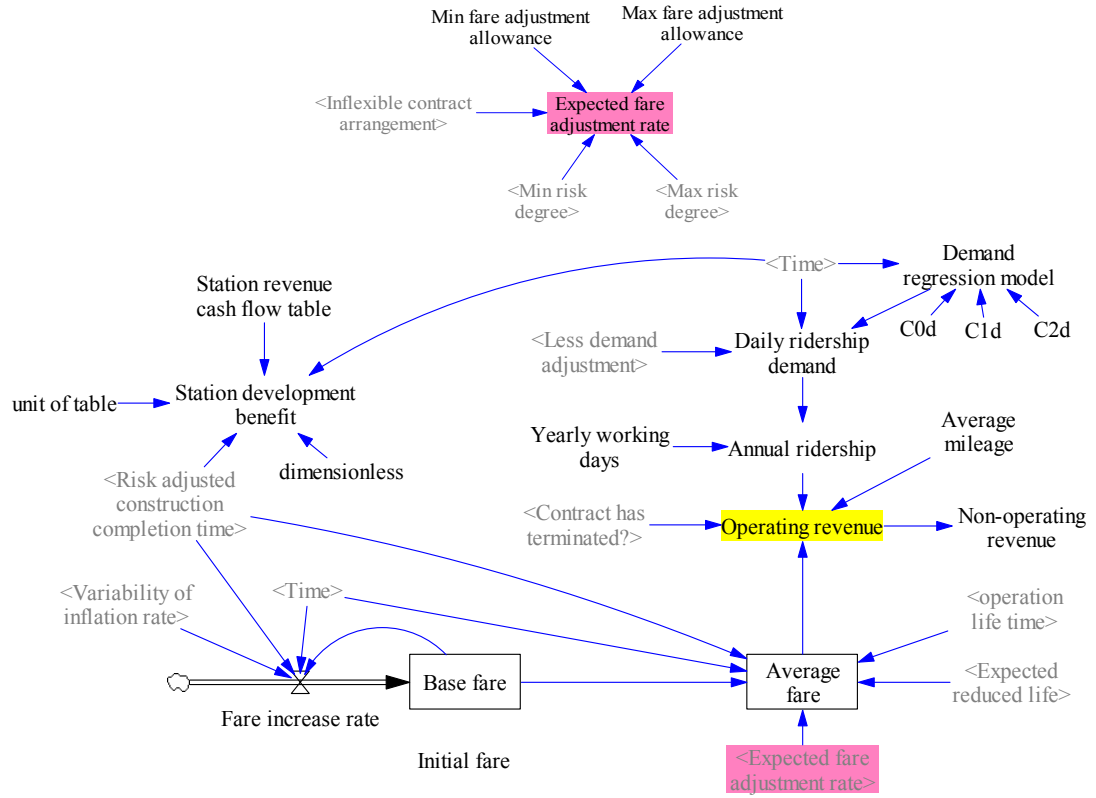 Min fare adjustment
allowance
Max fare adjustment
allowance
<Inflexible contract
arrangement>
Expected fare
adjustment rate
<Min risk
degree>
<Max risk
degree>
Station revenue
cash flow table
<Time>
Demand
regression model
C0d
C1d
C2d
<Less demand
adjustment>
Daily ridership
demand
unit of table
Station development
benefit
dimensionless
Yearly working
days
Annual ridership
Average
mileage
<Risk adjusted
construction
completion time>
<Contract has
terminated?>
Operating revenue
Non-operating
revenue
<Variability of
inflation rate>
<Time>
<operation
life time>
Base fare
Average
fare
<Expected
reduced life>
Fare increase rate
Initial fare
<Expected fare
adjustment rate>